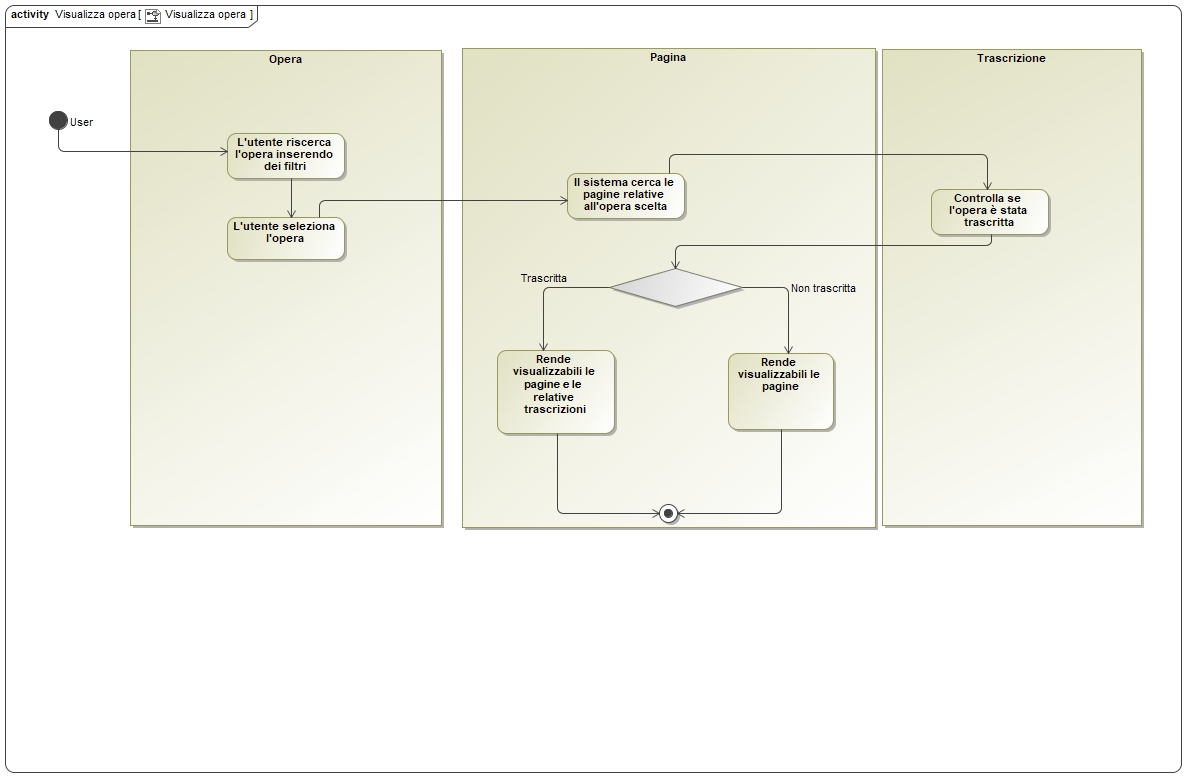 activity Visualizza opera [ Visualizza opera ]
Opera
Pagina
Trascrizione
User
L'utente riscerca
l'opera inserendo
dei filtri
L'utente seleziona
l'opera
Il sistema cerca le
pagine relative
all'opera scelta
Controlla se
l'opera è stata
trascritta
Trascritta
Non trascritta
Rende
visualizzabili le
pagine e le
relative
trascrizioni
Rende
visualizzabili le
pagine